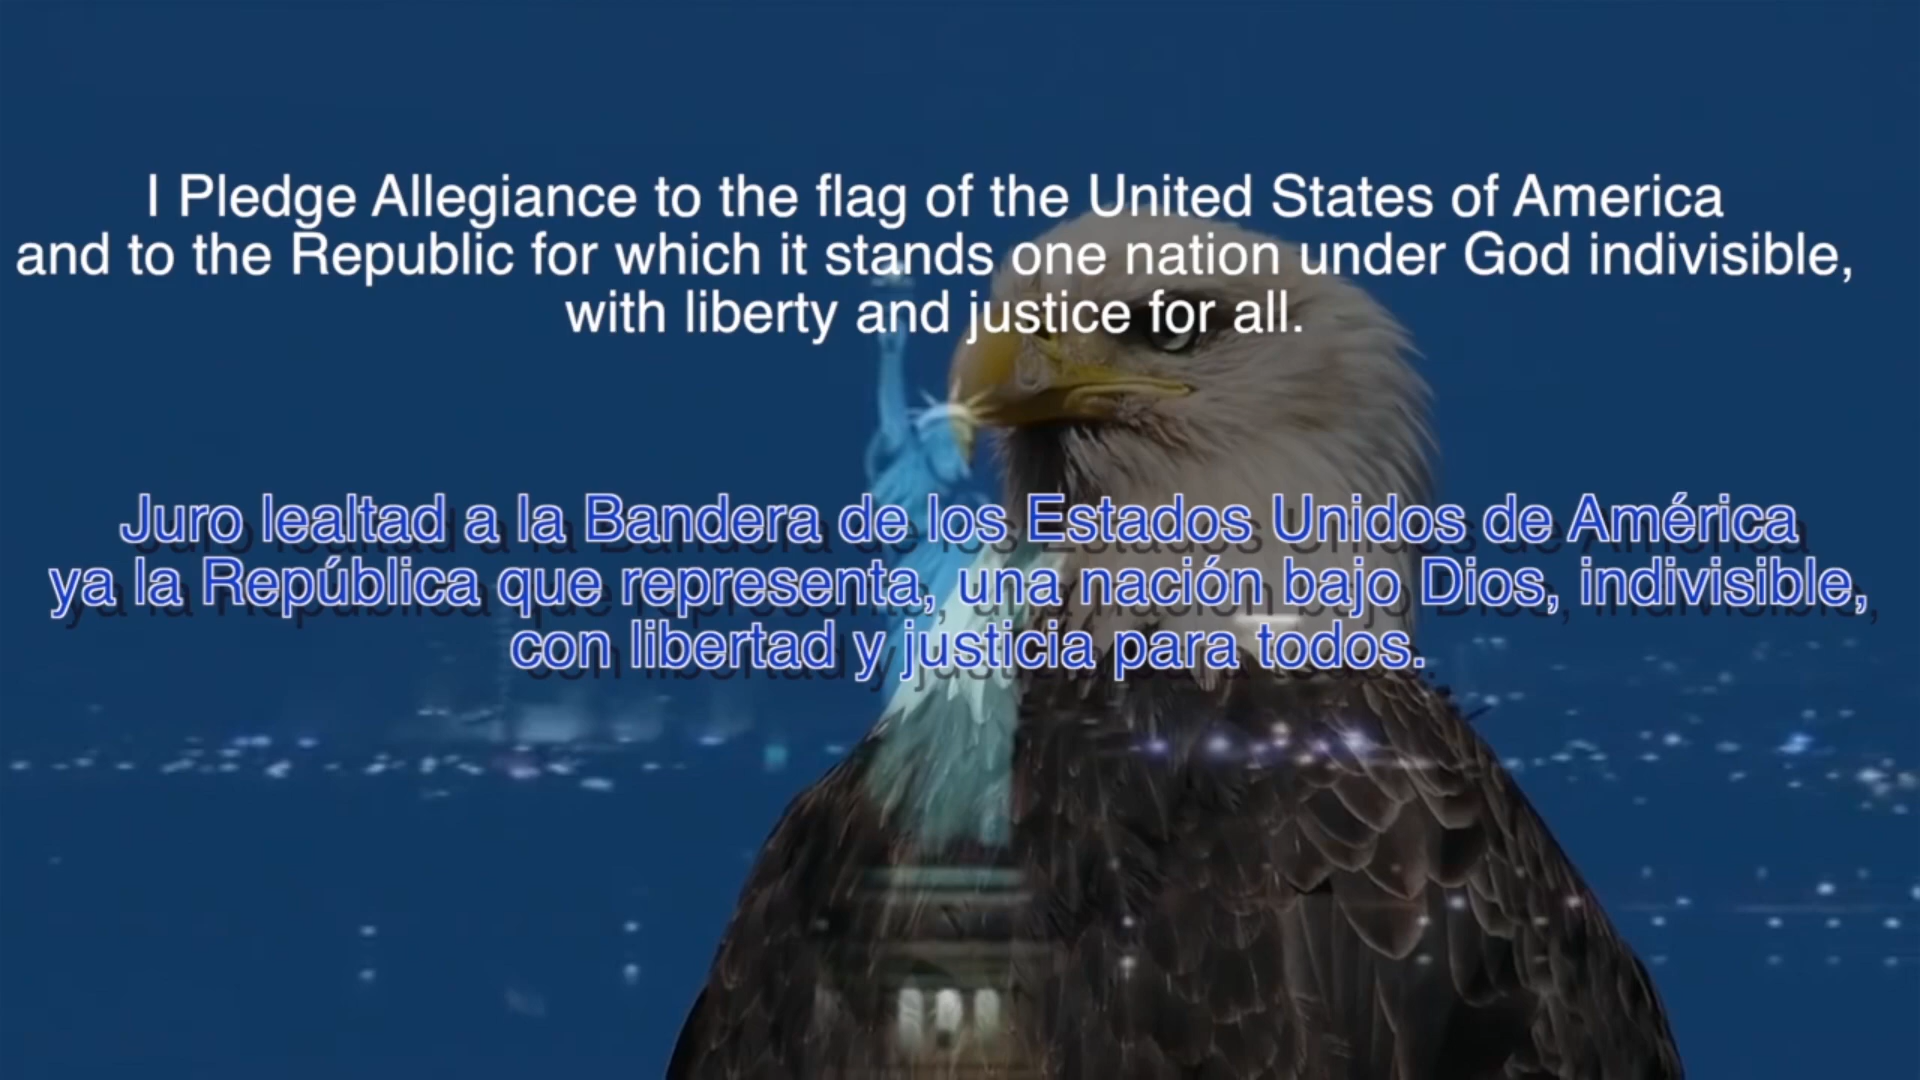 I Pledge Allegiance to the flag of the United States of America
and to the Republic for which it stands one nation under God indivisible,
with liberty and justice for all.
Juro lealtad a la Bandera de los Estados Unidos de América
ya la República que representa, una nación bajo Dios, indivisible,
con libertad y justicia para todos.